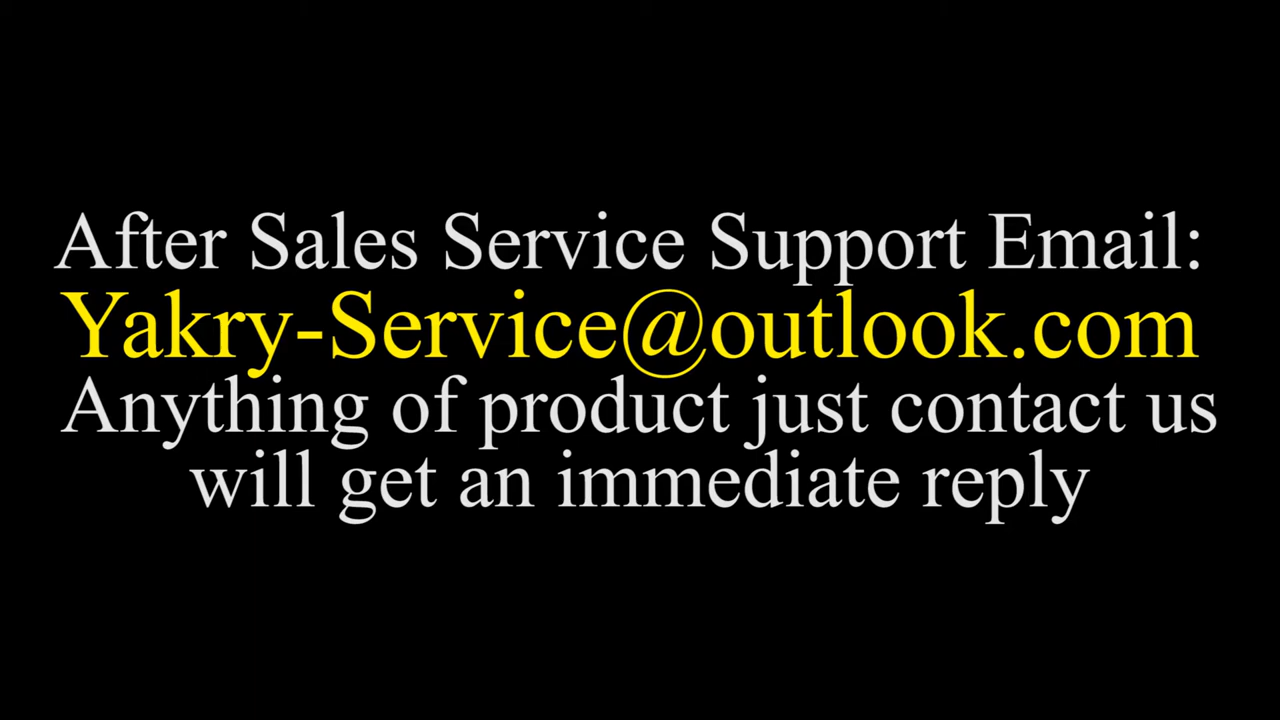 After Sales Service Support Email:
Yakry-Service@outlook.com
Anything of product just contact us
will get an immediate reply